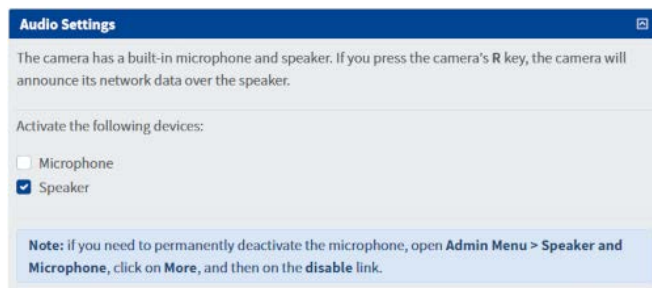 Audio Settings
The camera has a built-in microphone and speaker. If you press the camera's R key, the camera will
announce its network data over the speaker.
Activate the following devices:
Microphone
Speaker
Note: if you need to permanently deactivate the microphone, open Admin Menu > Speaker and
Microphone, click on More, and then on the disable link.